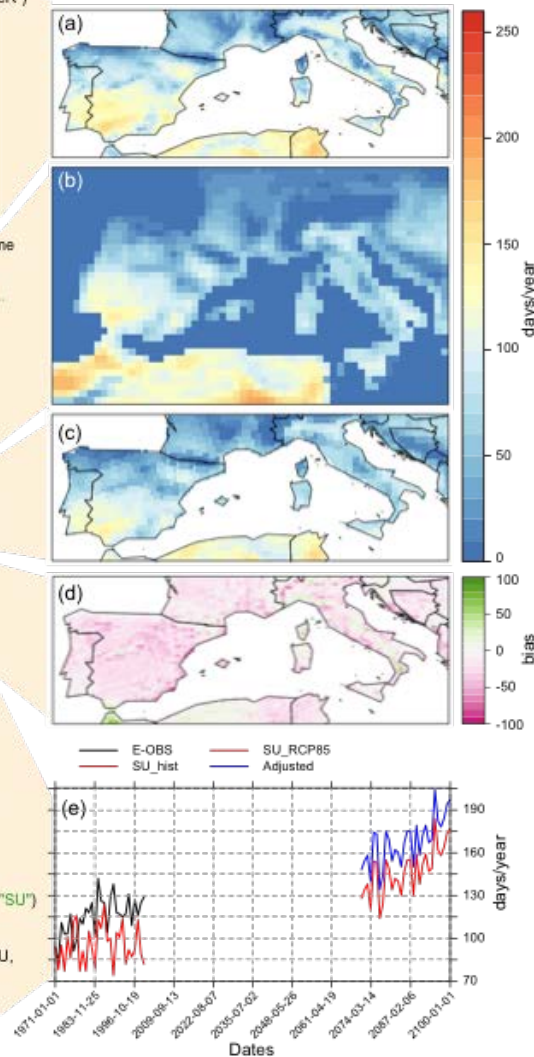 (a)
250
200
(b)
150
days/year
100
(c)
50
0
(d)
100
50
0
-50
-100
bias
E-OBS
SU_RCP85
SU_hist
Adjusted
(e)
190
160
130
100
70
days/year
"SU")
U,
1971-01-01
1983-11-25
1996-10-19
2009-09-13
2022-08-07
2035-07-02
2048-05-26
2061-04-19
2074-03-14
2087-02-06
2100-01-01
Dates